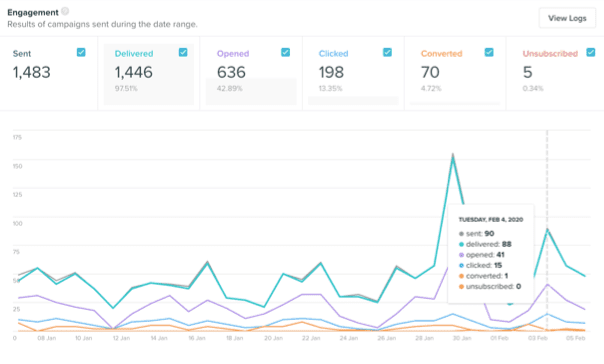 Engagement
Results of campaigns sent during the date range.
View Logs
Sent
1,483
Delivered
1,446
97.51%
Opened
636
42.89%
Clicked
198
13.35%
Converted
70
4.72%
Unsubscribed
5
0.34%
175
150
125
100
75
50
25
0
TUESDAY, FEB 4, 2020
sent: 90
delivered: 88
opened: 41
clicked: 15
converted: 1
unsubscribed: 0
08 Jan
10 Jan
12 Jan
14 Jan
16 Jan
18 Jan
20 Jan
22 Jan
24 Jan
26 Jan
28 Jan
30 Jan
01 Feb
03 Feb
05 Feb